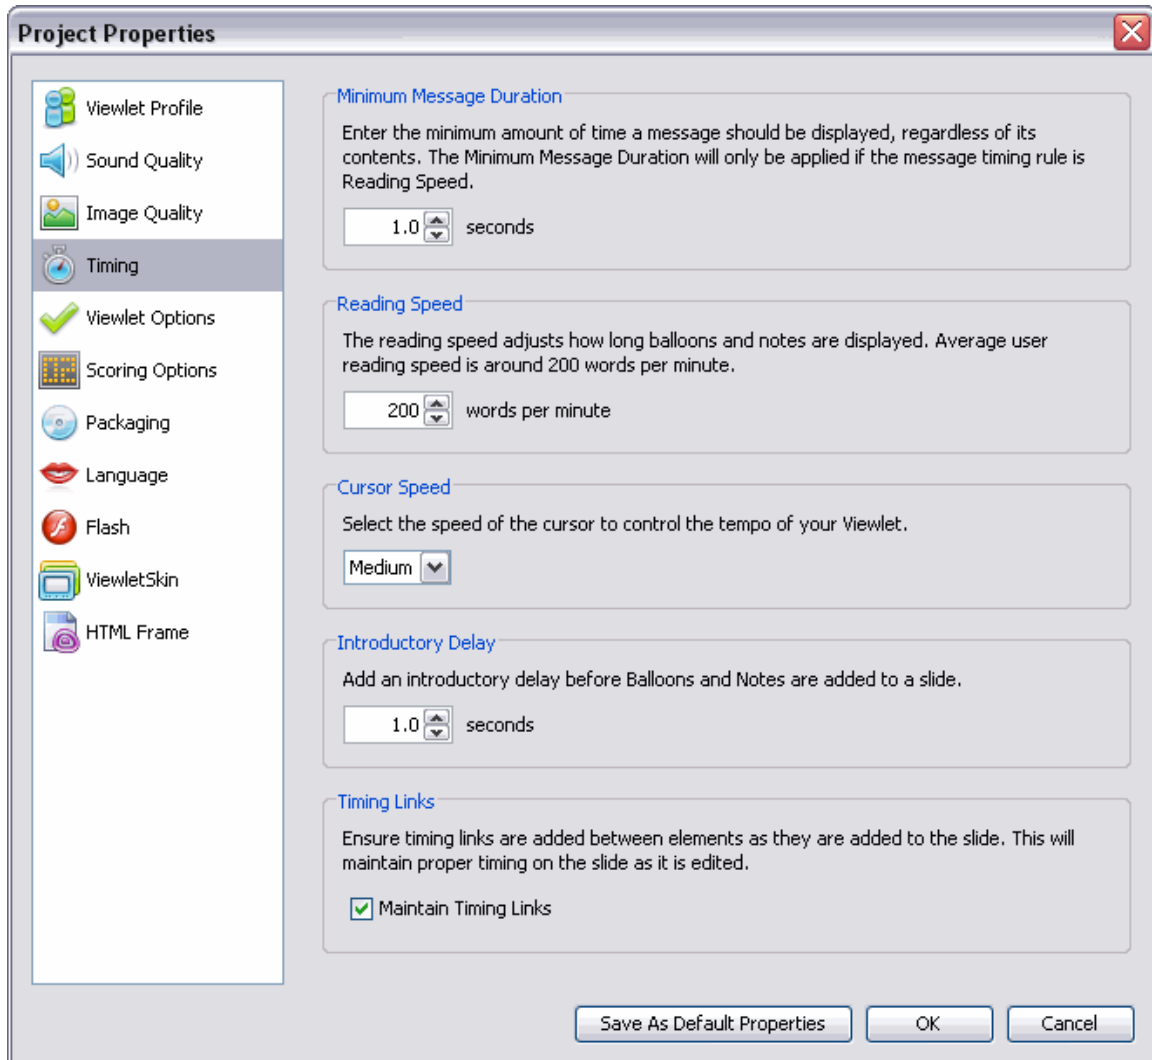 Project Properties
Viewlet Profile
Sound Quality
Image Quality
Timing
Viewlet Options
Scoring Options
Packaging
Language
Flash
ViewletSkin
HTML Frame
Minimum Message Duration
Enter the minimum amount of time a message should be displayed, regardless of its
contents. The Minimum Message Duration will only be applied if the message timing rule is
Reading Speed.
1.0 seconds
Reading Speed
The reading speed adjusts how long balloons and notes are displayed. Average user
reading speed is around 200 words per minute.
200 words per minute
Cursor Speed
Select the speed of the cursor to control the tempo of your Viewlet.
Medium
Introductory Delay
Add an introductory delay before Balloons and Notes are added to a slide.
1.0 seconds
Timing Links
Ensure timing links are added between elements as they are added to the slide. This will
maintain proper timing on the slide as it is edited.
Maintain Timing Links
Save As Default Properties OK Cancel